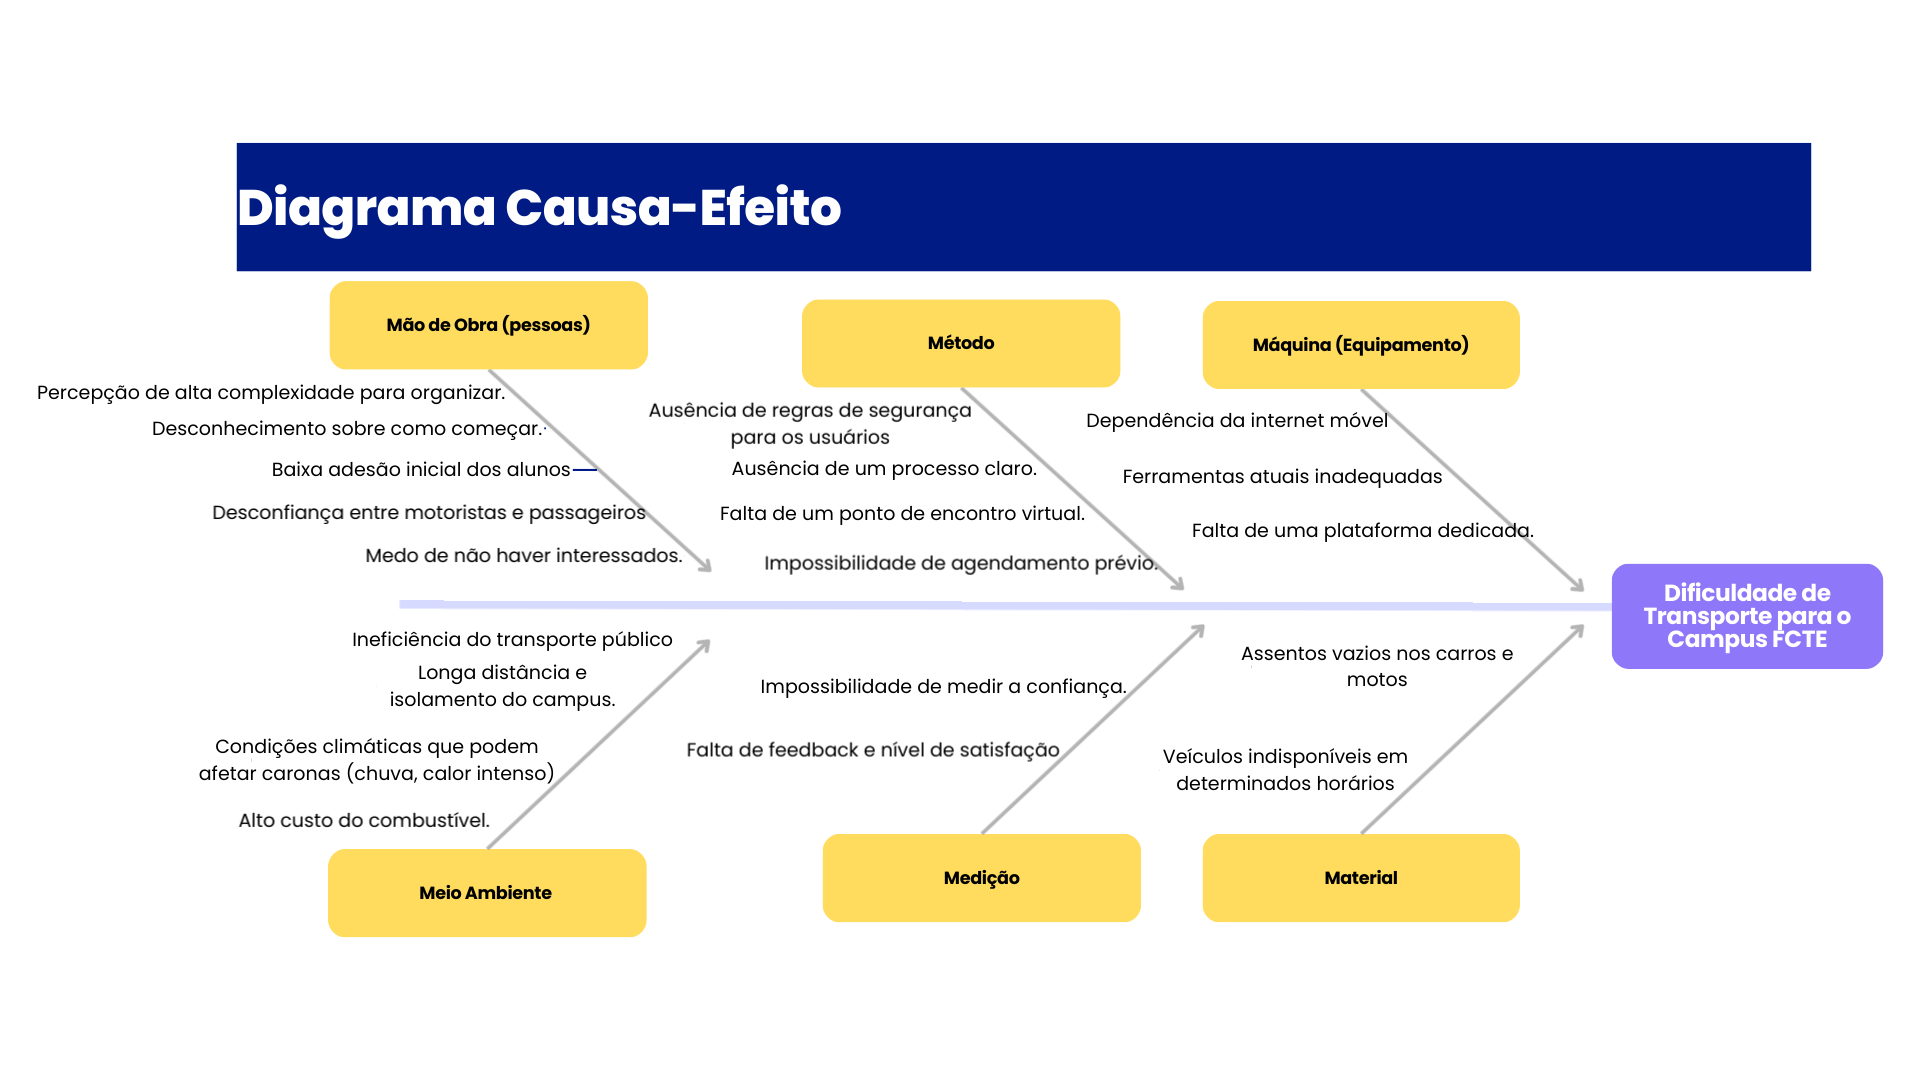 Diagrama Causa-Efeito
Mão de Obra (pessoas)
Percepção de alta complexidade para organizar.
Desconhecimento sobre como começar.
Baixa adesão inicial dos alunos
Desconfiança entre motoristas e passageiros
Medo de não haver interessados.
Método
Ausência de regras de segurança
para os usuários
Ausência de um processo claro.
Falta de um ponto de encontro virtual.
Impossibilidade de agendamento prévio.
Máquina (Equipamento)
Dependência da internet móvel
Ferramentas atuais inadequadas
Falta de uma plataforma dedicada.
Dificuldade de
Transporte para o
Campus FCTE
Ineficiência do transporte público
Longa distância e
isolamento do campus.
Condições climáticas que podem
afetar caronas (chuva, calor intenso)
Alto custo do combustível.
Meio Ambiente
Impossibilidade de medir a confiança.
Falta de feedback e nível de satisfação
Medição
Assentos vazios nos carros e
motos
Veículos indisponíveis em
determinados horários
Material